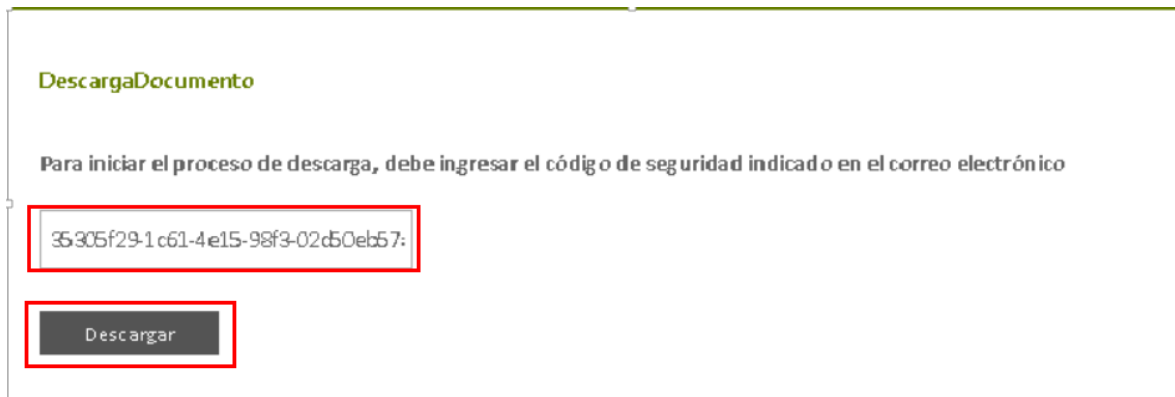 DescargaDocumento
Para iniciar el proceso de descarga, debe ingresar el código de seguridad indicado en el correo electrónico
35305f29-1c61-4e15-98f3-02d50eb57
Descargar